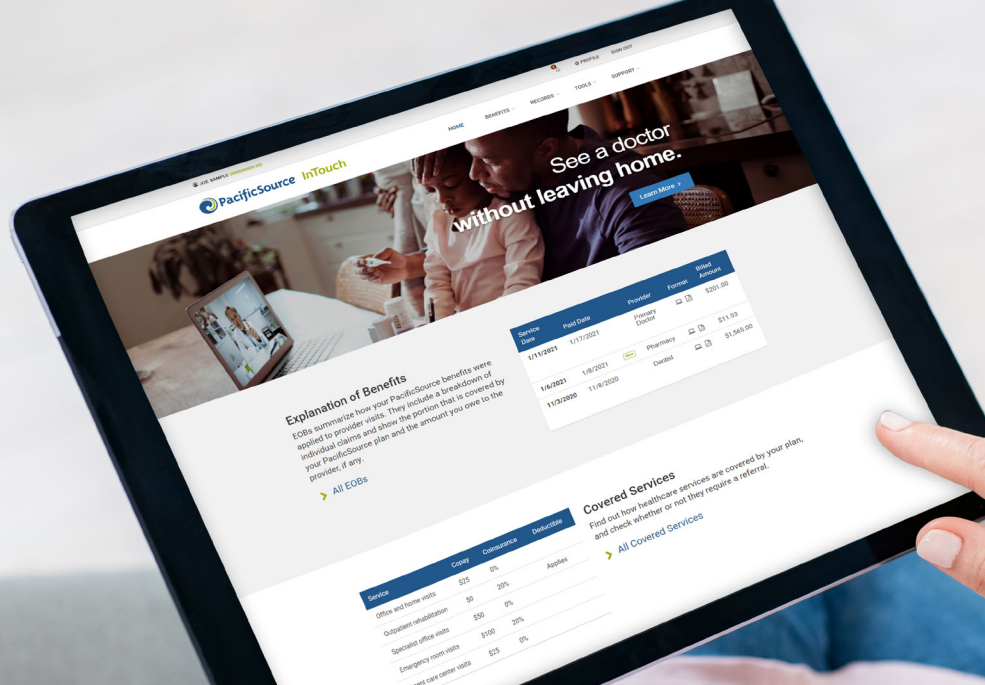 PROFILE
SIGN OUT
JOE SAMPLE
PacificSource InTouch
HOME
BENEFITS
RECORDS
TOOLS
SUPPORT
See a doctor
without leaving home.
Learn More >
Explanation of Benefits
EOBs summarize how your PacificSource benefits were
applied to provider visits. They include a breakdown of
individual claims and show the portion that is covered by
your PacificSource plan and the amount you owe to the
provider, if any.
> All EOBs
Service Date Paid Date Provider Format Billed Amount
1/11/2021 1/17/2021 Primary Doctor $201.00
1/6/2021 1/8/2021 Pharmacy $11.53
11/3/2020 11/8/2020 Dentist $1,565.00
Covered Services
Find out how healthcare services are covered by your plan,
and check whether or not they require a referral.
> All Covered Services
Service Copay Coinsurance Deductible
Office and home visits $25 0%
Outpatient rehabilitation $0 20% Applies
Specialist office visits $50 0%
Emergency room visits $100 20%
care center visits $25 0%